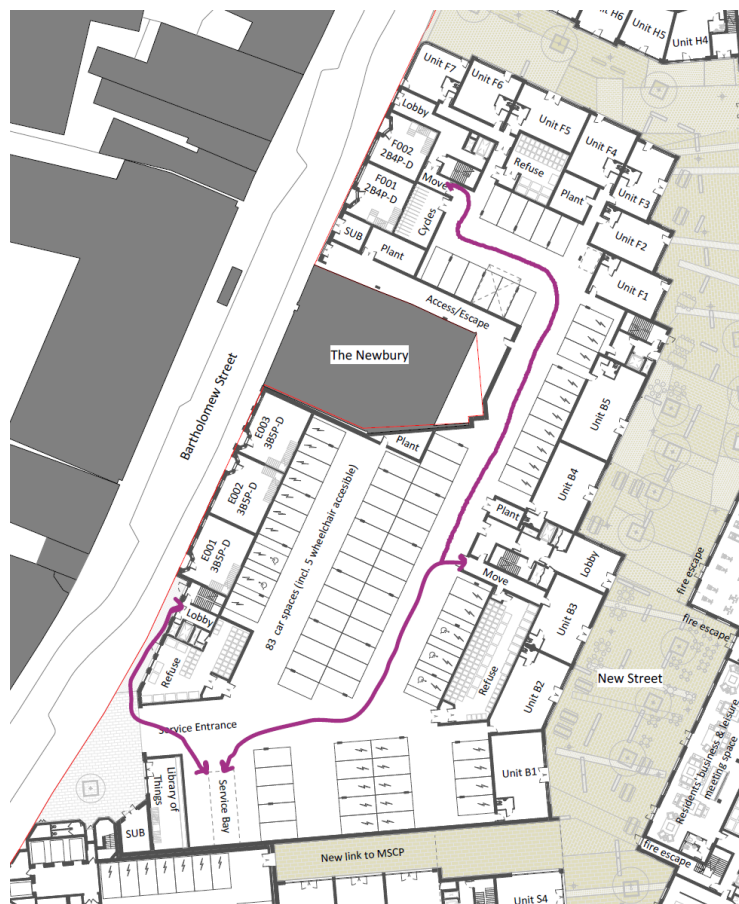 H6
Unit H5
Unit H4
Unit F7
Unit F6
Lobby
Unit F5
F002
2B4P-D
Unit F4
Refuse
Move
F001
2B4P-D
Plant
Unit F3
Cycles
SUB
Plant
Unit F2
Unit F1
Access/Escape
The Newbury
Bartholomew Street
Unit B5
E003
3B5P-D
Plant
Unit B4
E002
3B5P-D
Plant
E001
3B5P-D
83 car spaces (incl. 5 wheelchair accesible)
Lobby
Move
fire escape
Lobby
Unit B3
fire escape
Refuse
Refuse
New Street
Unit B2
Service Entrance
Unit B1
Library of
Things
Service Bay
Residents' business & leisure
meeting space
SUB
New link to MSCP
fire escape
Unit S4